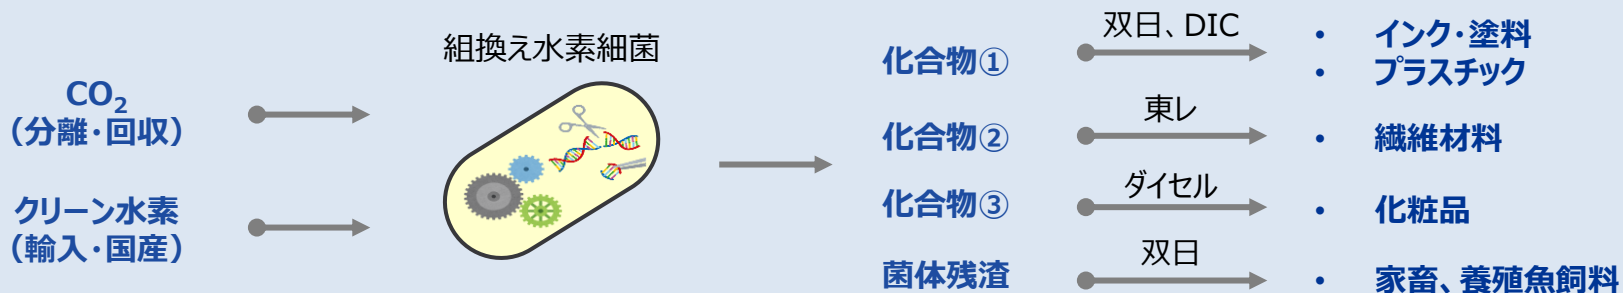 CO₂
(分離・回収)
クリーン水素
(輸入・国産)
組換え水素細菌
化合物①
双日、DIC
• インク・塗料
• プラスチック
化合物②
東レ
• 繊維材料
化合物③
ダイセル
• 化粧品
菌体残渣
双日
• 家畜、養殖魚飼料